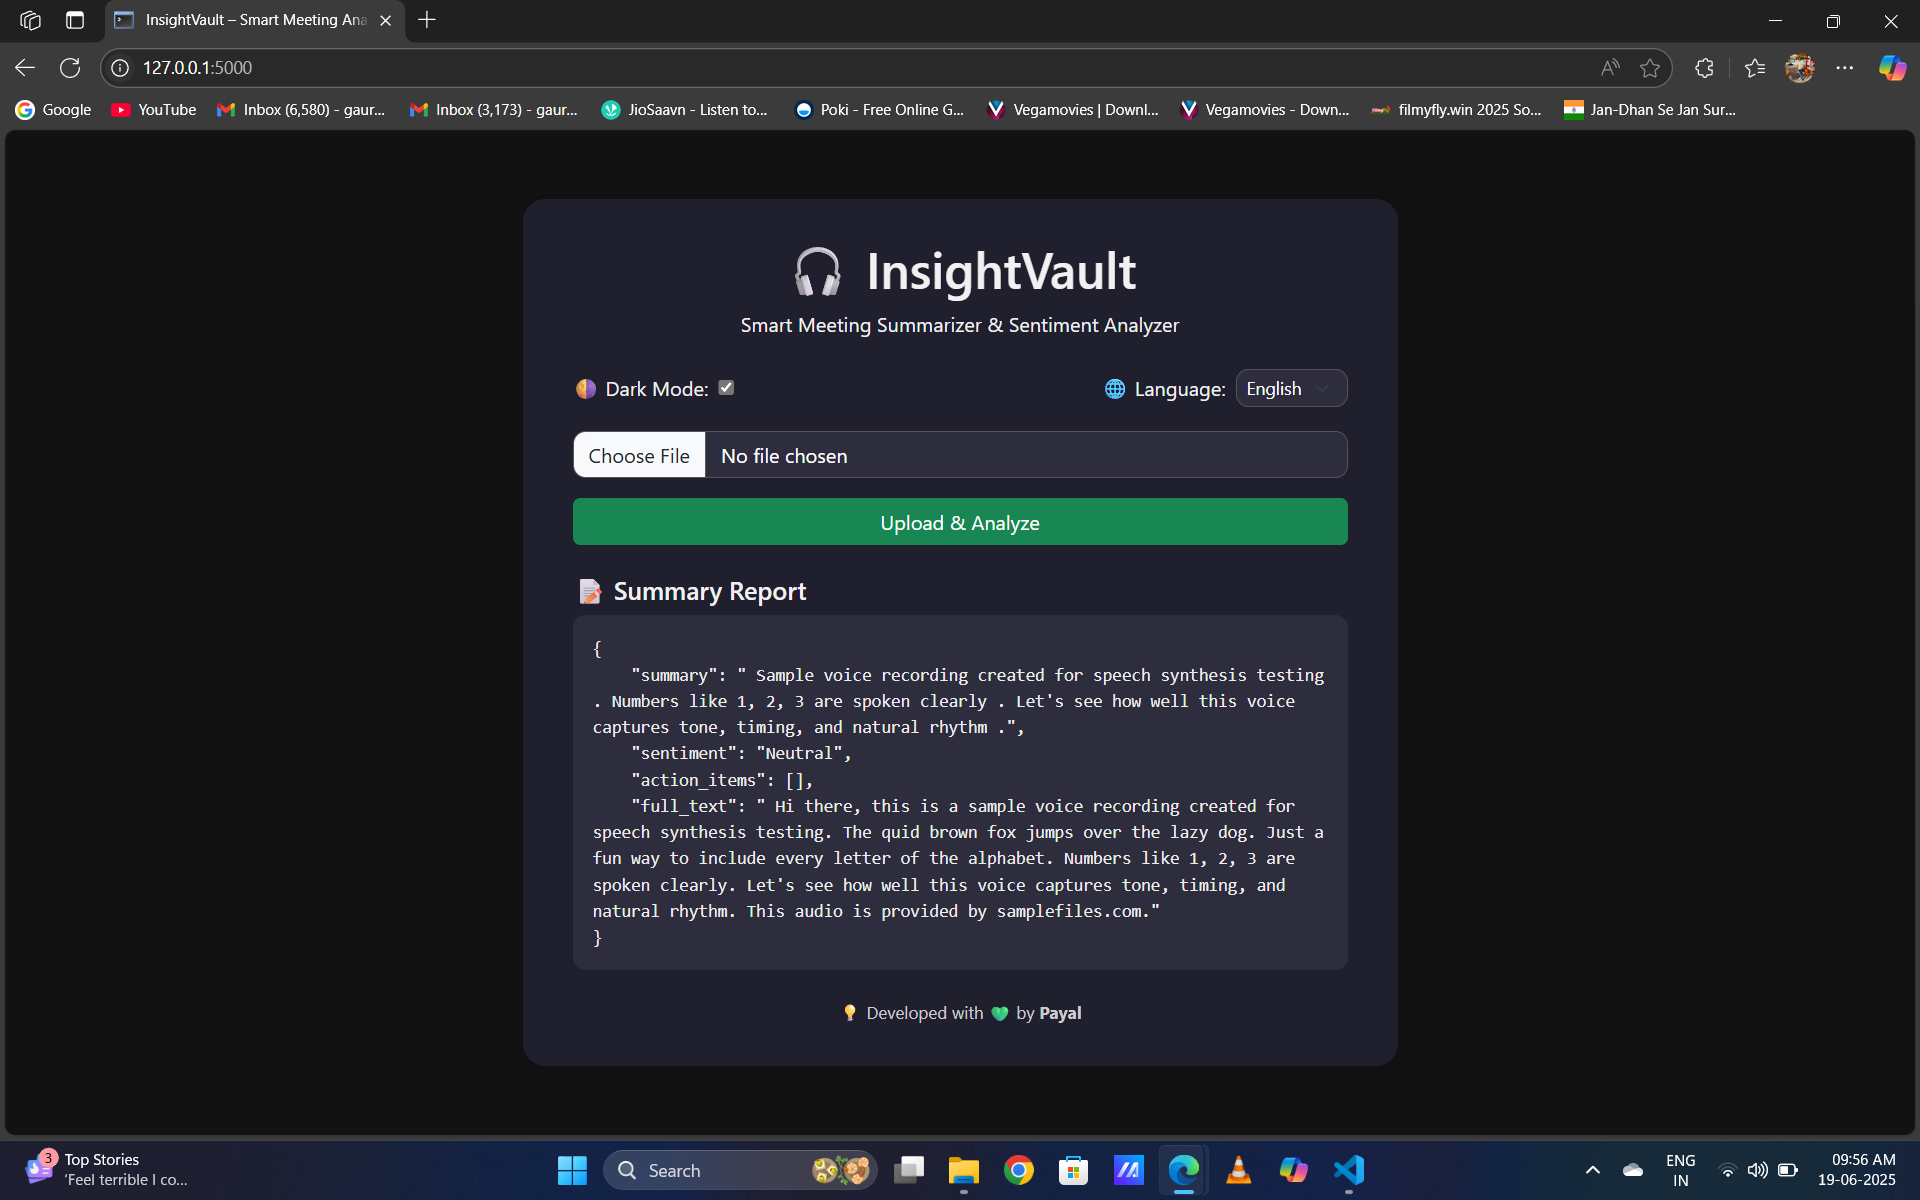 InsightVault – Smart Meeting Ana
127.0.0.1:5000
Google
YouTube
Inbox (6,580) - gaur...
Inbox (3,173) - gaur...
JioSaavn - Listen to...
Poki - Free Online G...
Vegamovies | Downl...
Vegamovies - Down...
filmyfly.win 2025 So...
Jan-Dhan Se Jan Sur...
InsightVault
Smart Meeting Summarizer & Sentiment Analyzer
Dark Mode:
Language: English
Choose File No file chosen
Upload & Analyze
Summary Report
{
"summary": " Sample voice recording created for speech synthesis testing
. Numbers like 1, 2, 3 are spoken clearly . Let's see how well this voice
captures tone, timing, and natural rhythm .",
"sentiment": "Neutral",
"action_items": [],
"full_text": " Hi there, this is a sample voice recording created for
speech synthesis testing. The quid brown fox jumps over the lazy dog. Just a
fun way to include every letter of the alphabet. Numbers like 1, 2, 3 are
spoken clearly. Let's see how well this voice captures tone, timing, and
natural rhythm. This audio is provided by samplefiles.com."
}
Developed with 💚 by Payal
3
Top Stories
'Feel terrible I co...
Search
ENG
IN
09:56 AM
19-06-2025